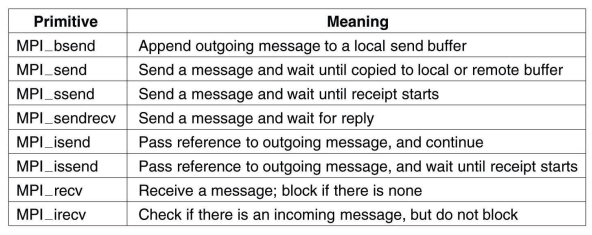 Primitive Meaning
MPI_bsend Append outgoing message to a local send buffer
MPI_send Send a message and wait until copied to local or remote buffer
MPI_ssend Send a message and wait until receipt starts
MPI_sendrecv Send a message and wait for reply
MPI_isend Pass reference to outgoing message, and continue
MPI_issend Pass reference to outgoing message, and wait until receipt starts
MPI_recv Receive a message; block if there is none
MPI_irecv Check if there is an incoming message, but do not block